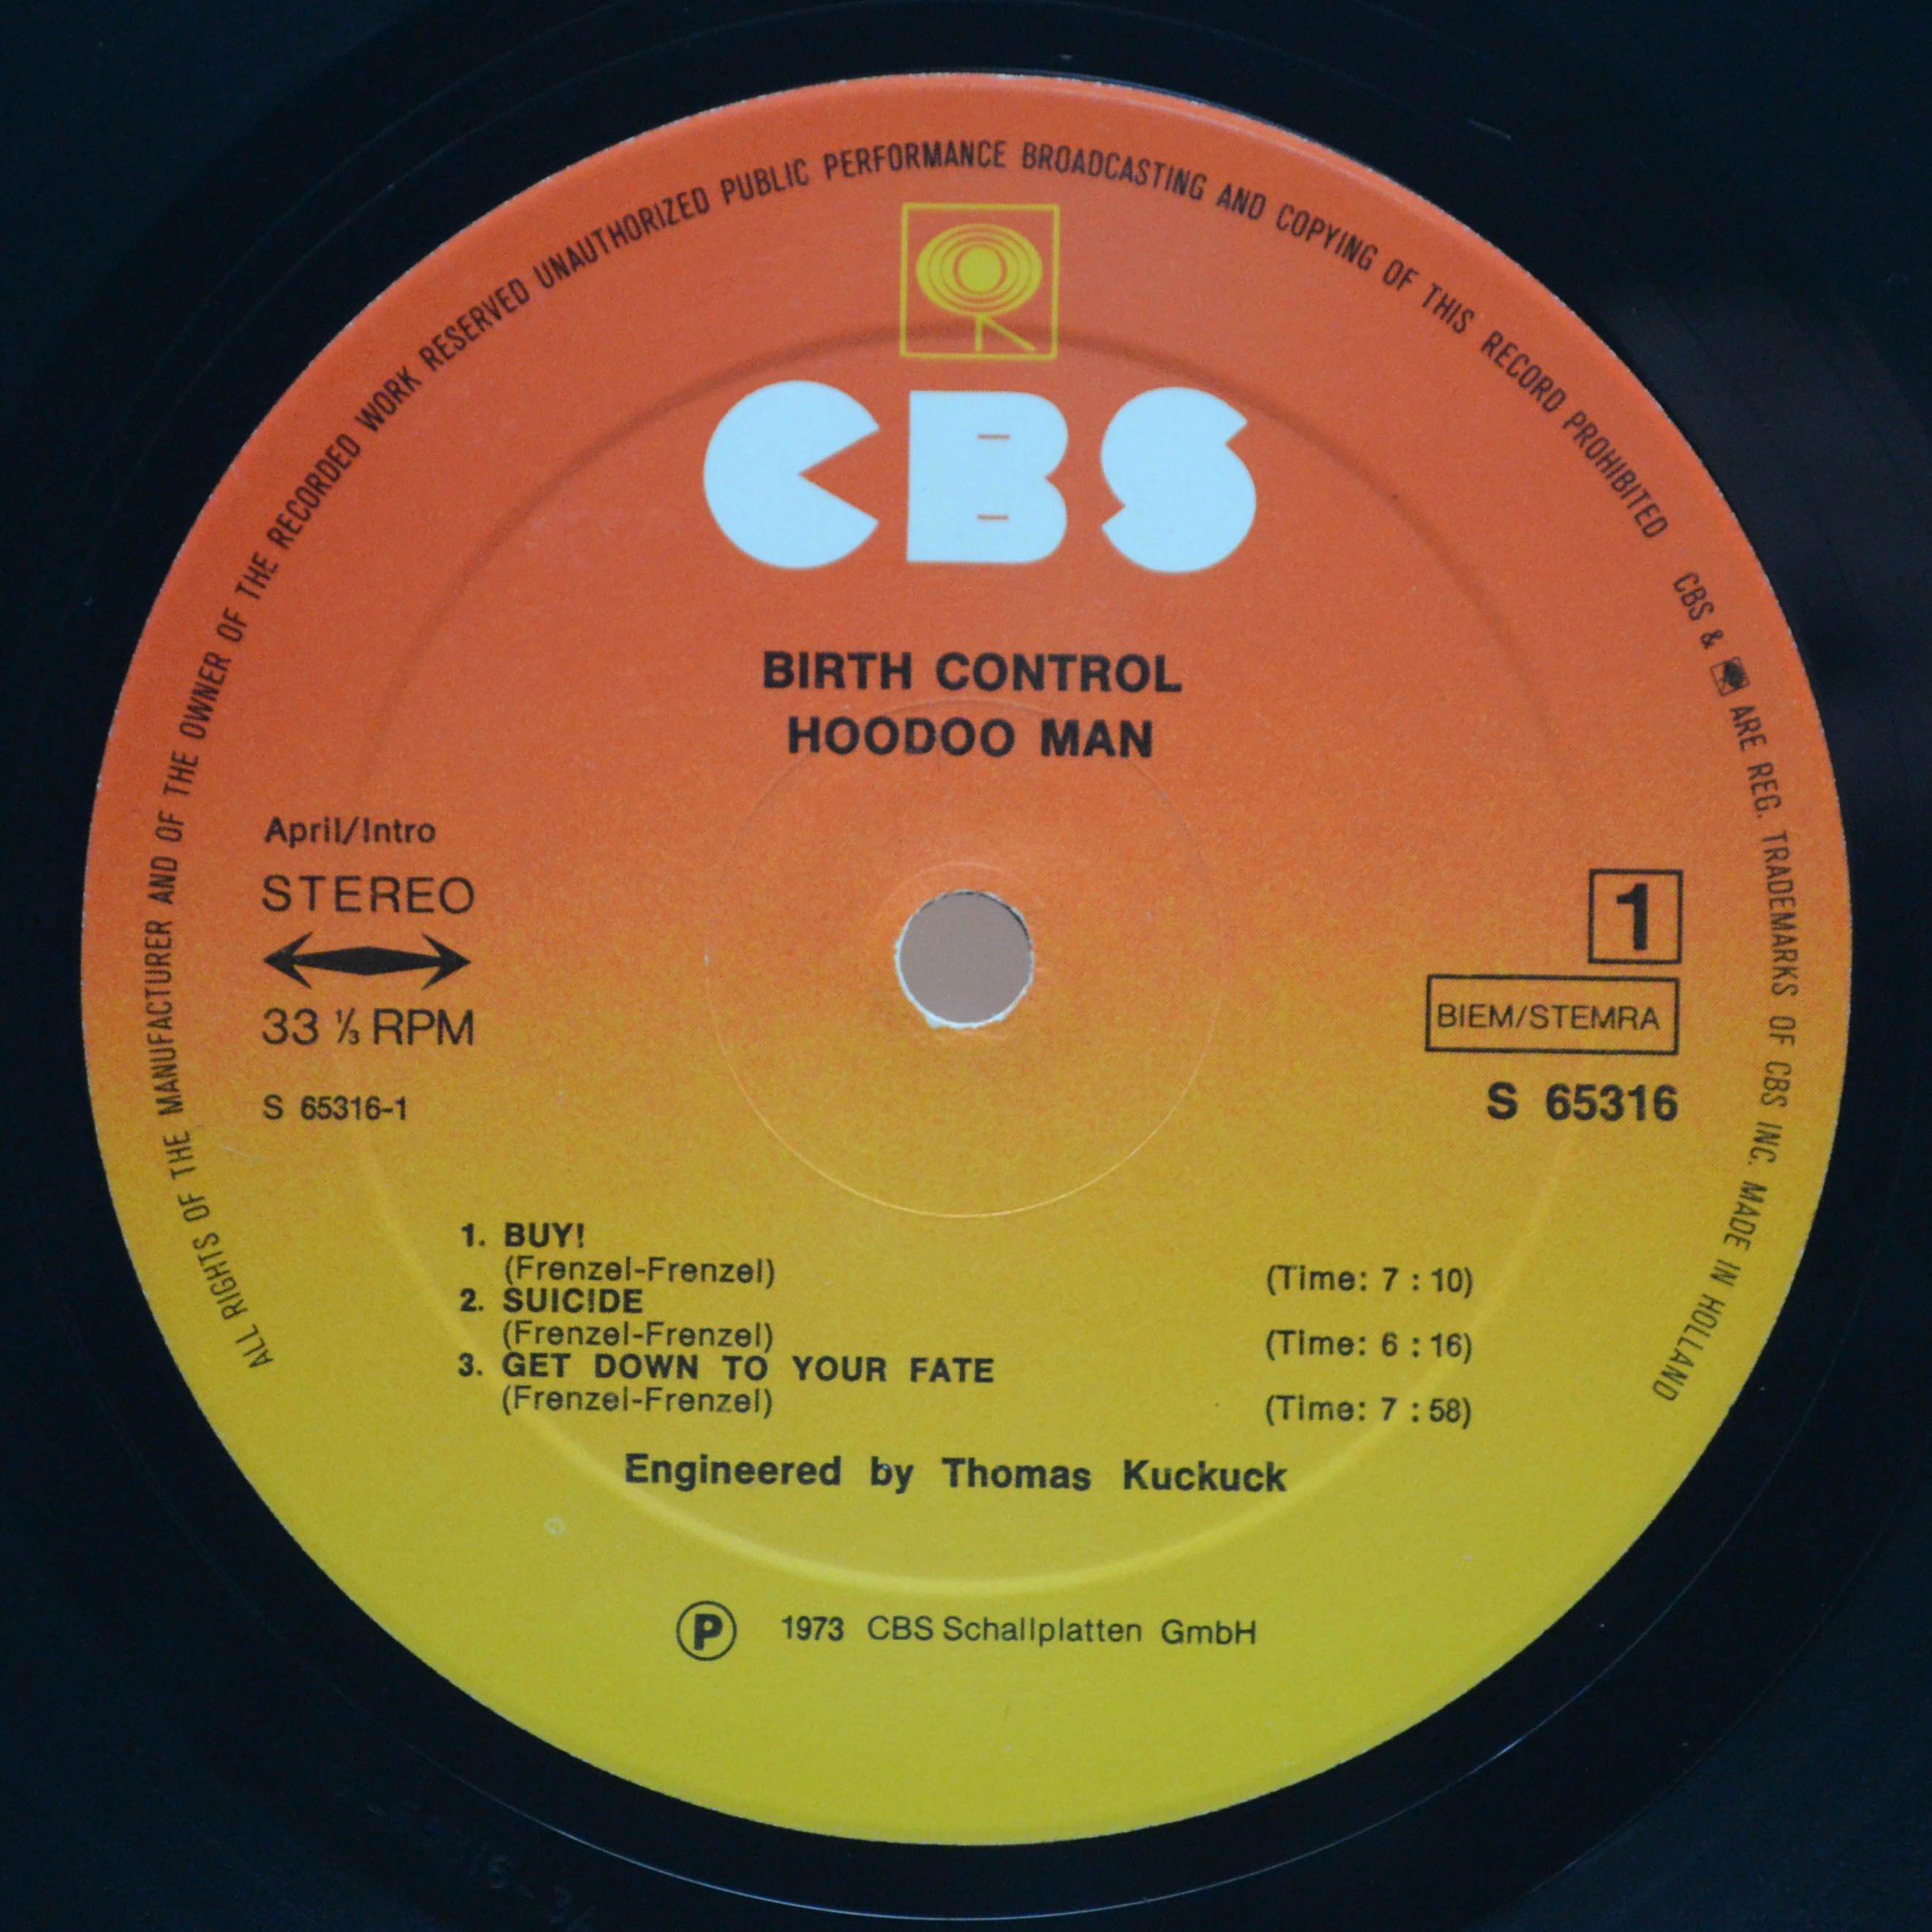 ALL RIGHTS OF THE MANUFACTURER AND OF THE OWNER OF THE RECORDED WORK RESERVED UNAUTHORIZED PUBLIC PERFORMANCE BROADCASTING AND COPYING OF THIS RECORD PROHIBITED CBS & ARE REG. TRADEMARKS OF CBS INC. MADE IN HOLLAND
CBS
BIRTH CONTROL
HOODOO MAN
April/Intro
STEREO
33 ⅓ RPM
S 65316-1
1
BIEM/STEMRA
S 65316
1. BUY!
(Frenzel-Frenzel) (Time: 7 : 10)
2. SUICIDE
(Frenzel-Frenzel) (Time: 6 : 16)
3. GET DOWN TO YOUR FATE
(Frenzel-Frenzel) (Time: 7 : 58)
Engineered by Thomas Kuckuck
Ⓟ 1973 CBS Schallplatten GmbH